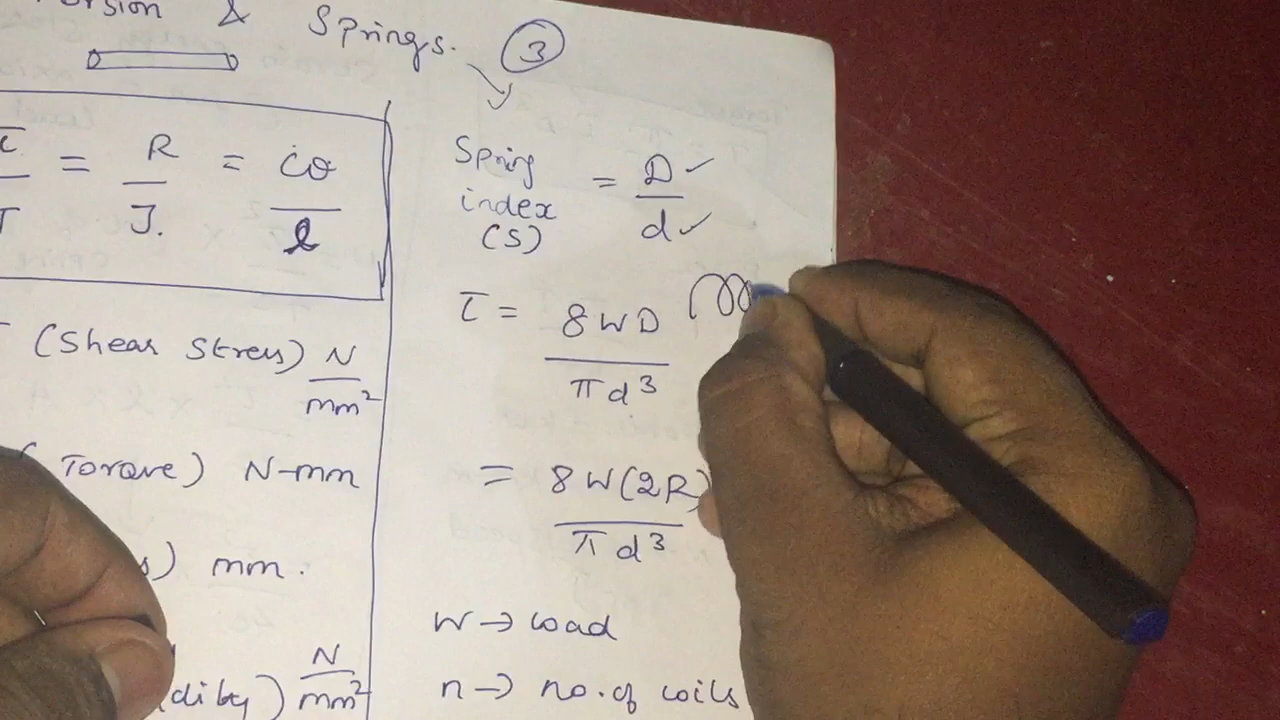 & Springs. 3
τ = R = Cθ
J. l
(Shear Stress) N/mm²
(Torque) N-mm
s) mm.
N/mm²
Spring index (S) = D/d
τ = 8WD/πd³
= 8W(2R)/πd³
W → Load
n → no. of coils